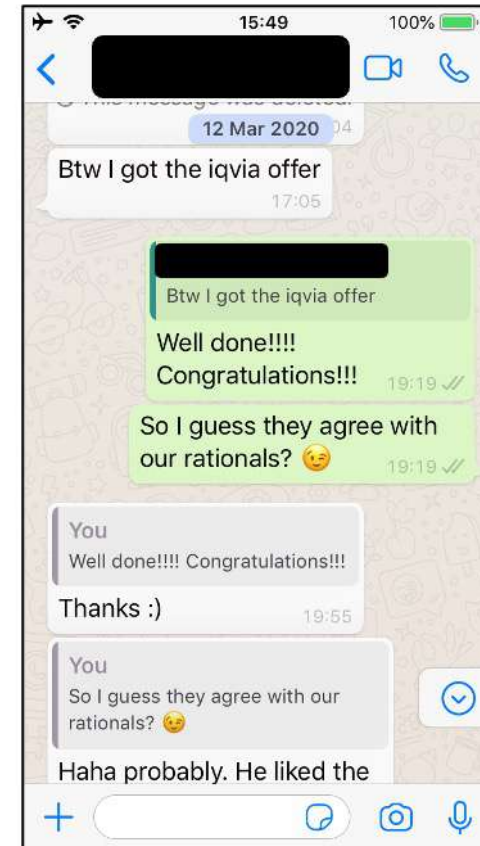 15:49
100%
12 Mar 2020
Btw I got the iqvia offer
17:05
Btw I got the iqvia offer
Well done!!!!
Congratulations!!!
19:19
So I guess they agree with
our rationals? 😉
19:19
You
Well done!!!! Congratulations!!!
Thanks :)
19:55
You
So I guess they agree with our
rationals? 😉
Haha probably. He liked the